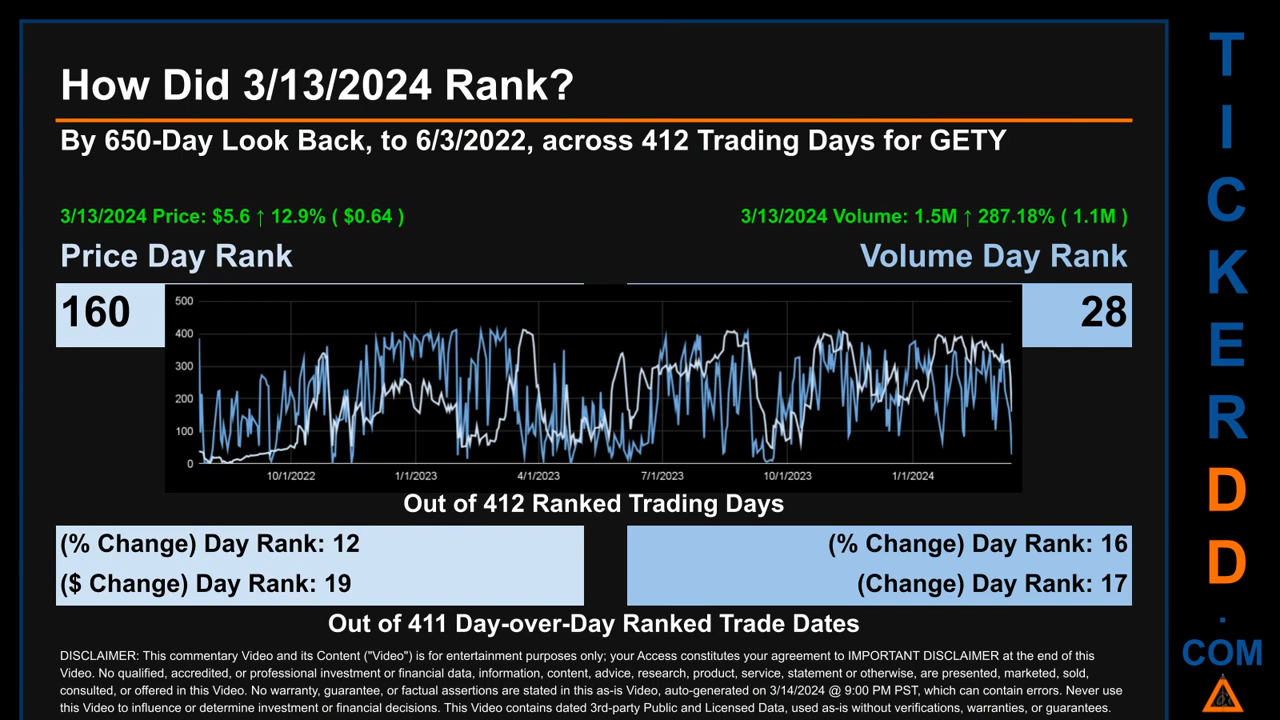 How Did 3/13/2024 Rank?
By 650-Day Look Back, to 6/3/2022, across 412 Trading Days for GETY
3/13/2024 Price: $5.6 ↑ 12.9% ( $0.64 )
3/13/2024 Volume: 1.5M ↑ 287.18% ( 1.1M )
Price Day Rank
Volume Day Rank
160
28
500
400
300
200
100
0
10/1/2022
1/1/2023
4/1/2023
7/1/2023
10/1/2023
1/1/2024
Out of 412 Ranked Trading Days
(% Change) Day Rank: 12
($ Change) Day Rank: 19
(% Change) Day Rank: 16
(Change) Day Rank: 17
Out of 411 Day-over-Day Ranked Trade Dates
DISCLAIMER: This commentary Video and its Content ("Video") is for entertainment purposes only; your Access constitutes your agreement to IMPORTANT DISCLAIMER at the end of this
Video. No qualified, accredited, or professional investment or financial data, information, content, advice, research, product, service, statement or otherwise, are presented, marketed, sold,
consulted, or offered in this Video. No warranty, guarantee, or factual assertions are stated in this as-is Video, auto-generated on 3/14/2024 @ 9:00 PM PST, which can contain errors. Never use
this Video to influence or determine investment or financial decisions. This Video contains dated 3rd-party Public and Licensed Data, used as-is without verifications, warranties, or guarantees.
T
I
C
K
E
R
D
D
.
COM